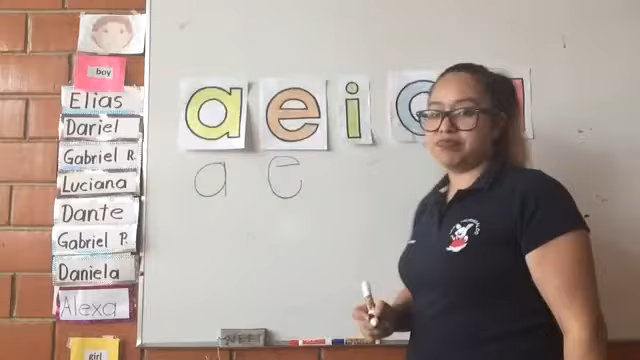 boy
Elias
Dariel
Gabriel R.
Luciana
Dante
Gabriel P.
Daniela
Alexa
girl
a e i o
a e